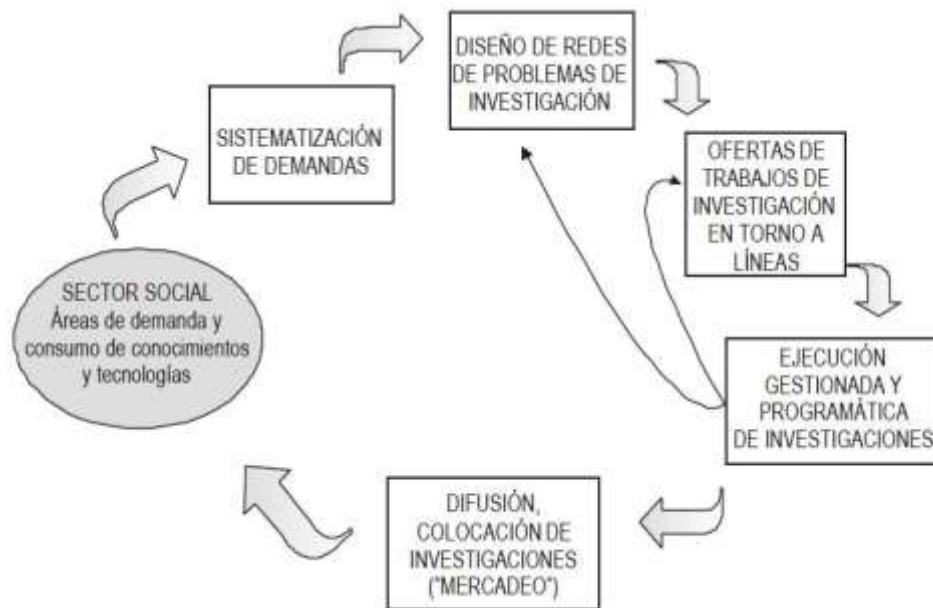 SECTOR SOCIAL
Áreas de demanda y
consumo de conocimientos
y tecnologías
SISTEMATIZACIÓN
DE DEMANDAS
DISEÑO DE REDES
DE PROBLEMAS DE
INVESTIGACIÓN
OFERTAS DE
TRABAJOS DE
INVESTIGACIÓN
EN TORNO A
LÍNEAS
EJECUCIÓN
GESTIONADA Y
PROGRAMÁTICA
DE INVESTIGACIONES
DIFUSIÓN,
COLOCACIÓN DE
INVESTIGACIONES
("MERCADEO")